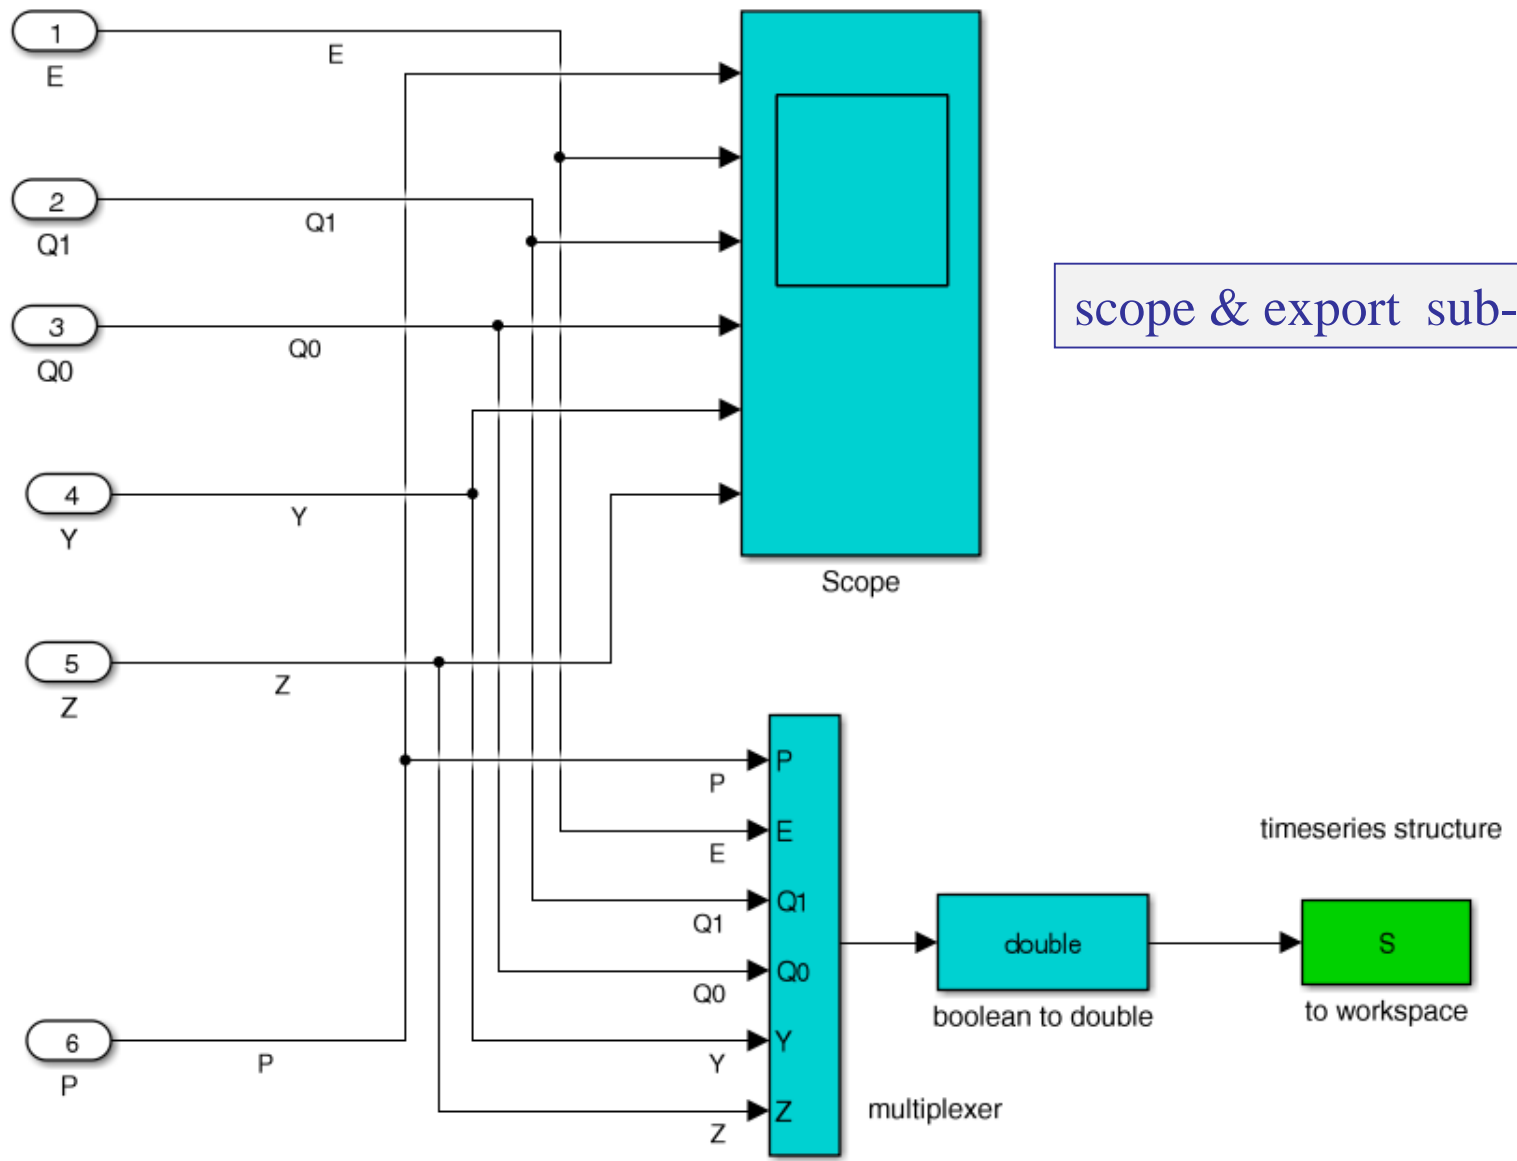 1
E
E
2
Q1
Q1
3
Q0
Q0
4
Y
Y
5
Z
Z
6
P
P
Scope
scope & export sub-
P
P
E
E
Q1
Q1
Q0
Q0
Y
Y
Z
Z
multiplexer
double
boolean to double
timeseries structure
S
to workspace